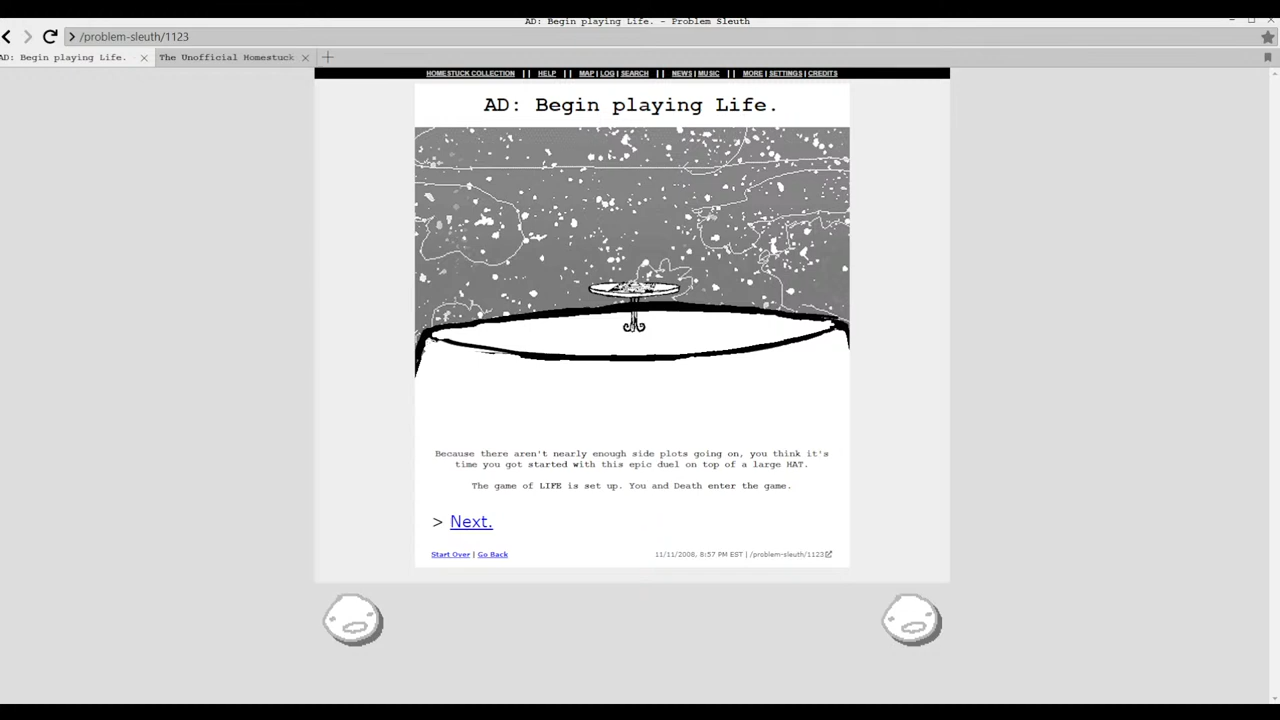 AD: Begin playing Life. - Problem Sleuth
/problem-sleuth/1123
AD: Begin playing Life. The Unofficial Homestuck
HOMESTUCK COLLECTION || HELP || MAP | LOG | SEARCH || NEWS | MUSIC || MORE | SETTINGS | CREDITS
AD: Begin playing Life.
Because there aren't nearly enough side plots going on, you think it's
time you got started with this epic duel on top of a large HAT.
The game of LIFE is set up. You and Death enter the game.
> Next.
Start Over | Go Back 11/11/2008, 8:57 PM EST | /problem-sleuth/1123